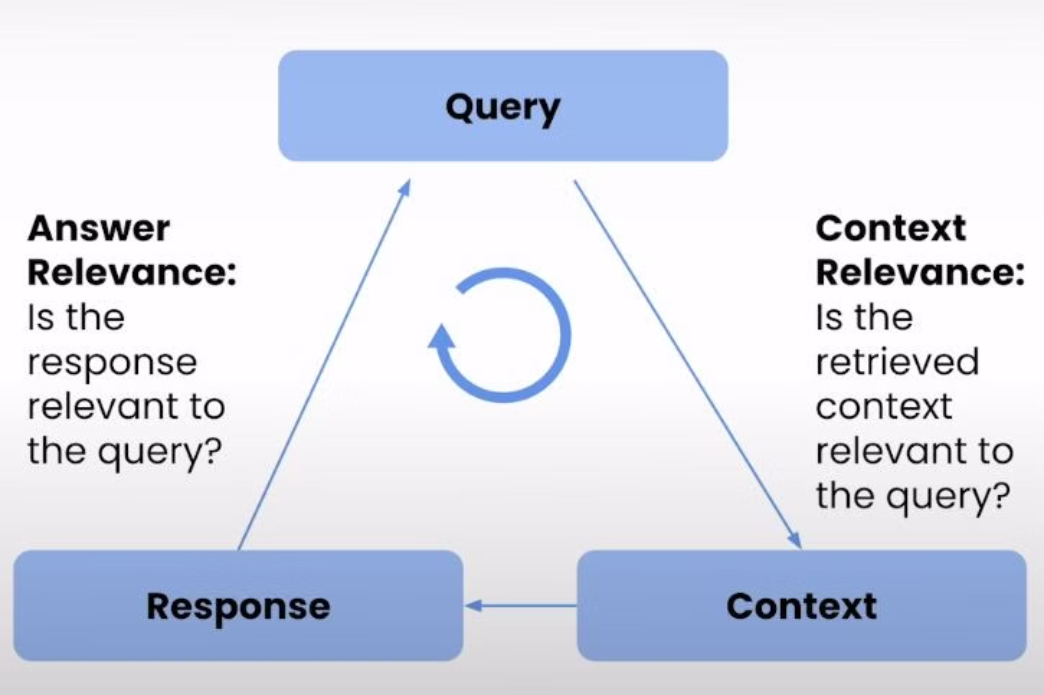 Query
Answer
Relevance:
Is the
response
relevant to
the query?
Context
Relevance:
Is the
retrieved
context
relevant to
the query?
Response
Context